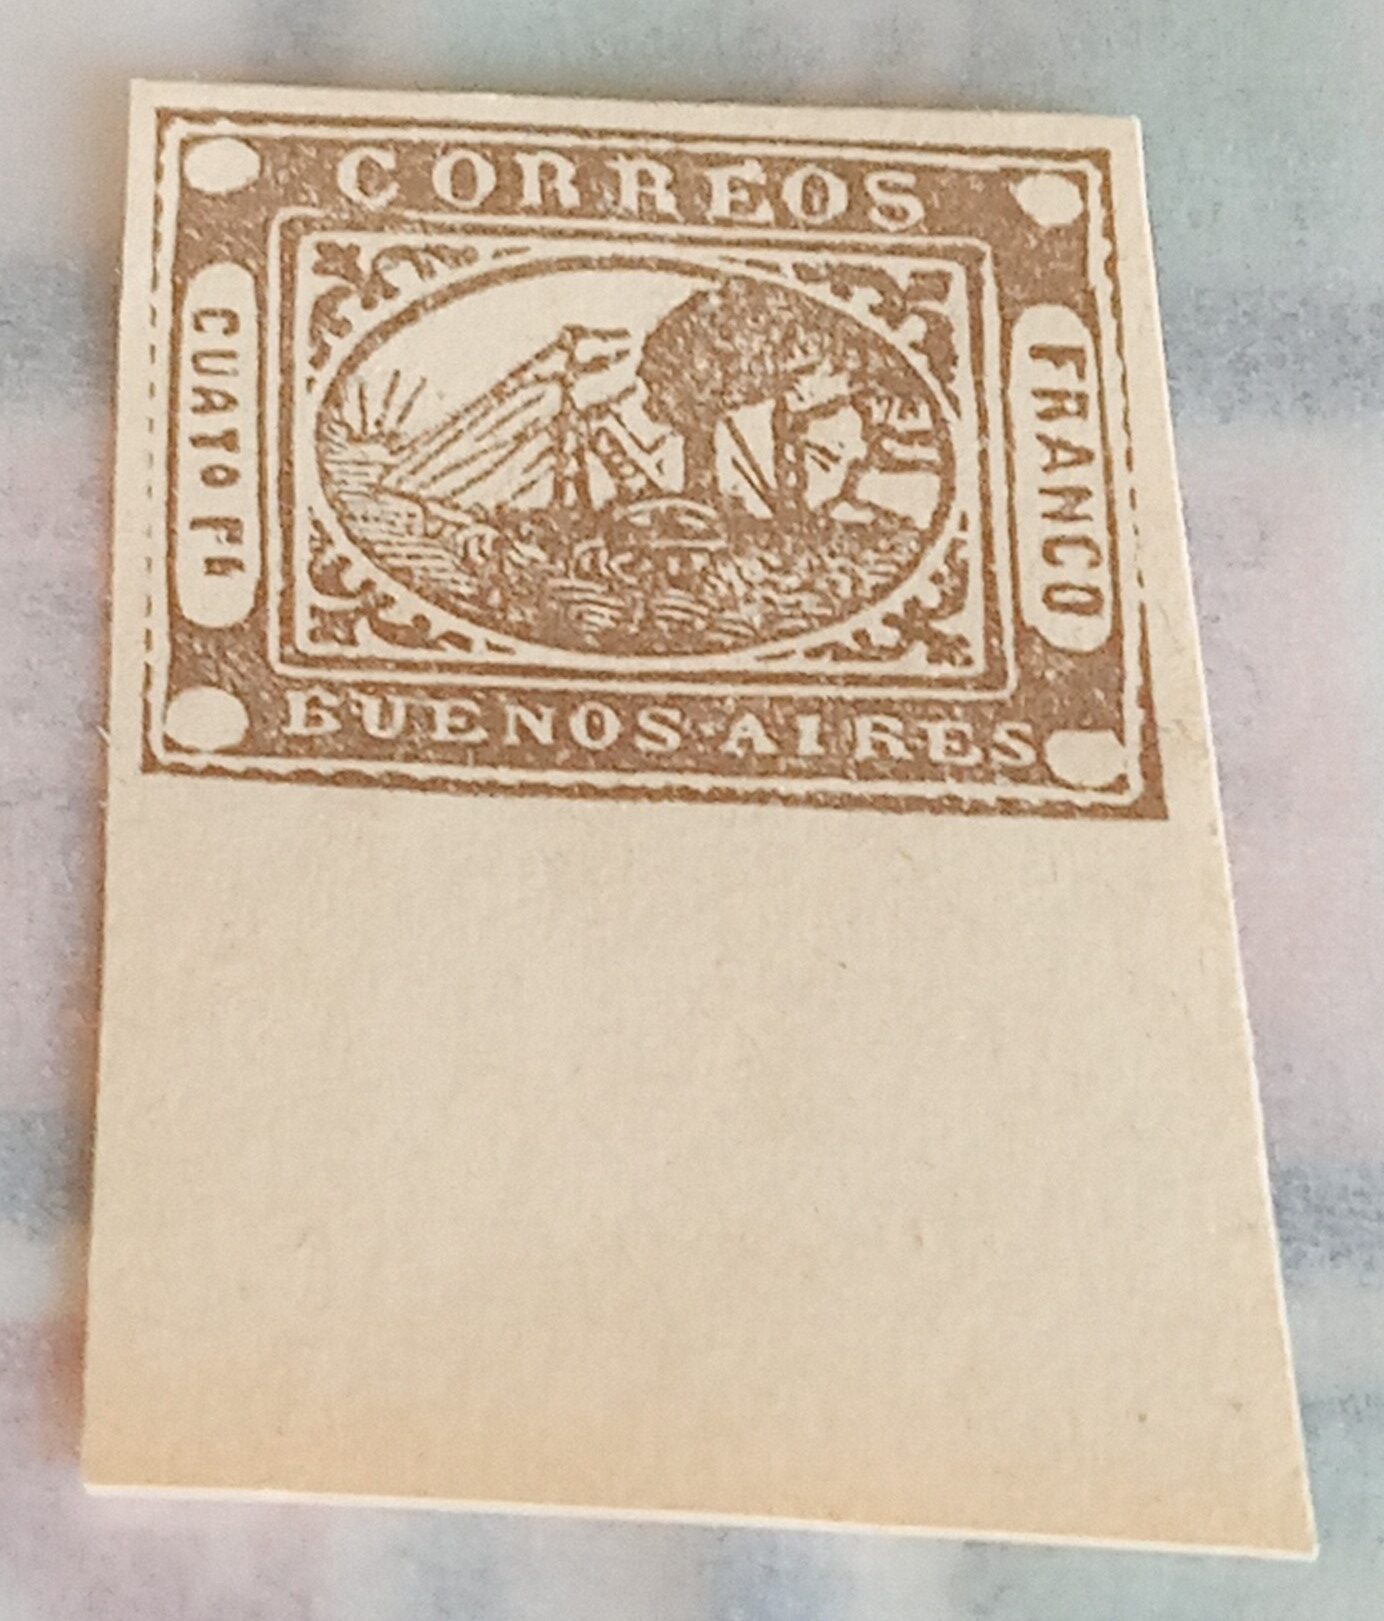 CORREOS
CUATO Ps
FRANCO
BUENOS·AIRES